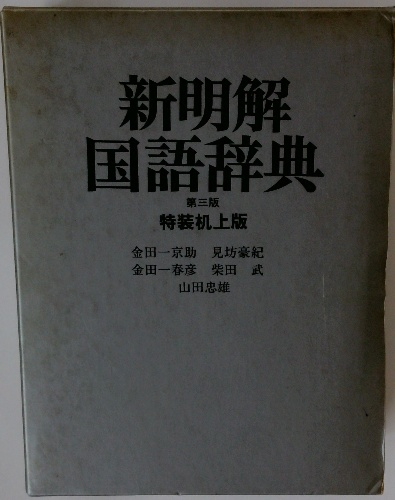 新明解
国語辞典
第三版
特装机上版
金田一京助 見坊豪紀
金田一春彦 柴田 武
山田忠雄